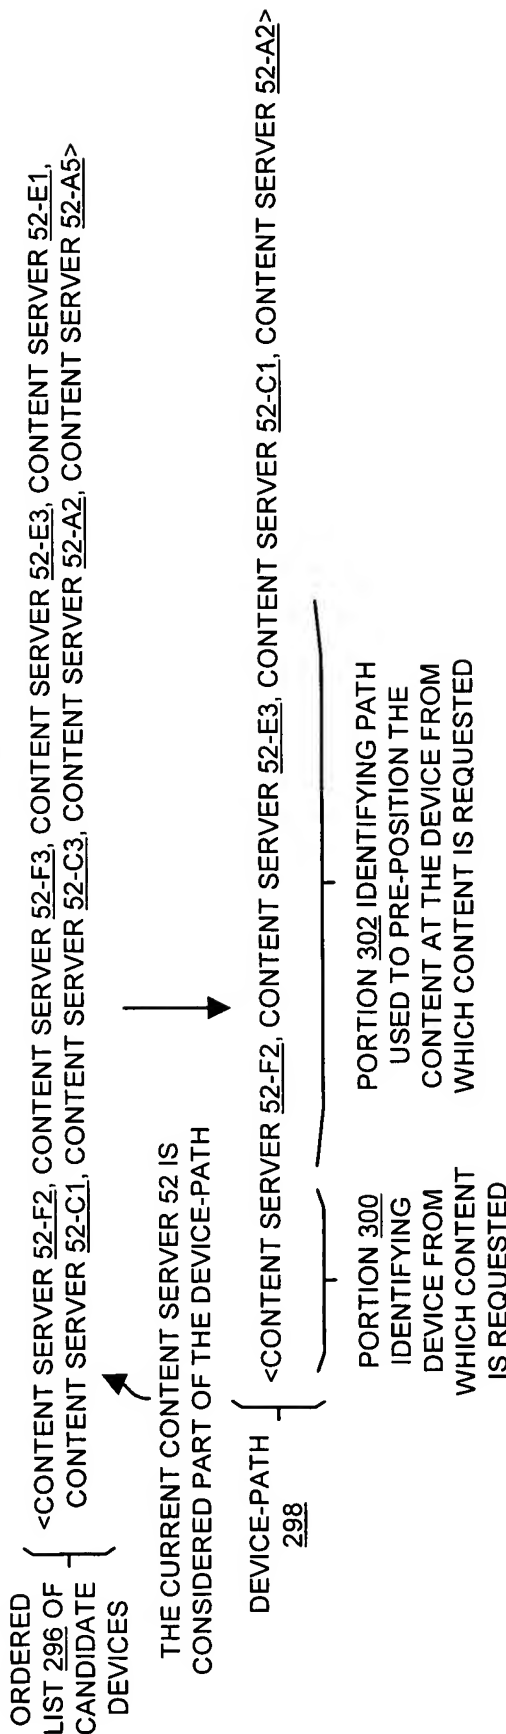 ORDERED
LIST 296 OF
CANDIDATE
DEVICES
<CONTENT SERVER 52-F2, CONTENT SERVER 52-F3, CONTENT SERVER 52-E3, CONTENT SERVER 52-E1,
CONTENT SERVER 52-C1, CONTENT SERVER 52-C3, CONTENT SERVER 52-A2, CONTENT SERVER 52-A5>
THE CURRENT CONTENT SERVER 52 IS
CONSIDERED PART OF THE DEVICE-PATH
DEVICE-PATH
298
<CONTENT SERVER 52-F2, CONTENT SERVER 52-E3, CONTENT SERVER 52-C1, CONTENT SERVER 52-A2>
PORTION 300
IDENTIFYING
DEVICE FROM
WHICH CONTENT
IS REQUESTED
PORTION 302 IDENTIFYING PATH
USED TO PRE-POSITION THE
CONTENT AT THE DEVICE FROM
WHICH CONTENT IS REQUESTED